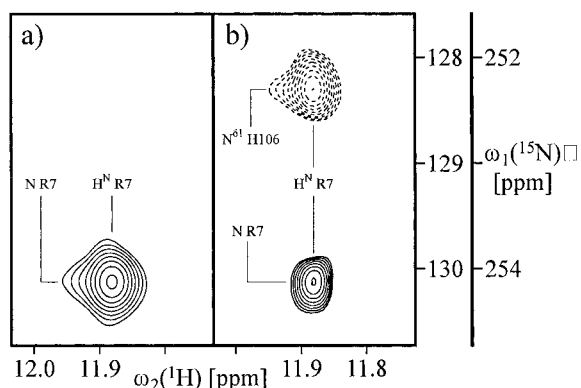 a)
b)
N^δ1 H106
N R7
H^N R7
H^N R7
N R7
128
129
130
252
254
ω₁(¹⁵N)□
[ppm]
12.0
11.9
11.9
11.8
ω₂(¹H) [ppm]